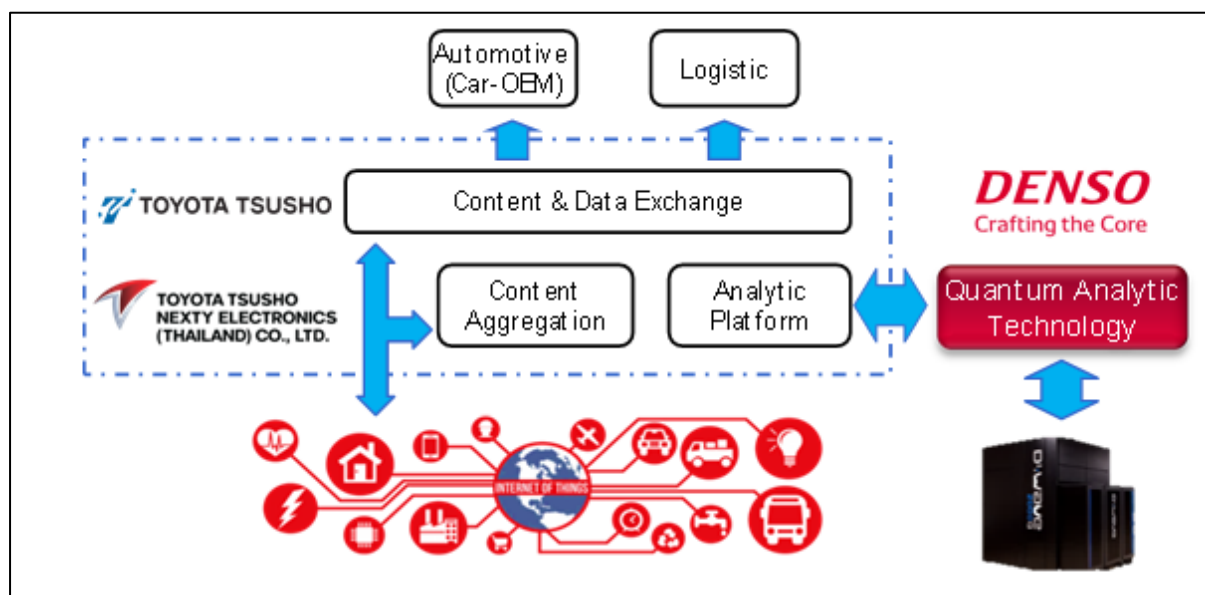 Automotive
(Car-OEM)
Logistic
TOYOTA TSUSHO
Content & Data Exchange
DENSO
Crafting the Core
TOYOTA TSUSHO
NEXTY ELECTRONICS
(THAILAND) CO., LTD.
Content
Aggregation
Analytic
Platform
Quantum Analytic
Technology
INTERNET OF THINGS